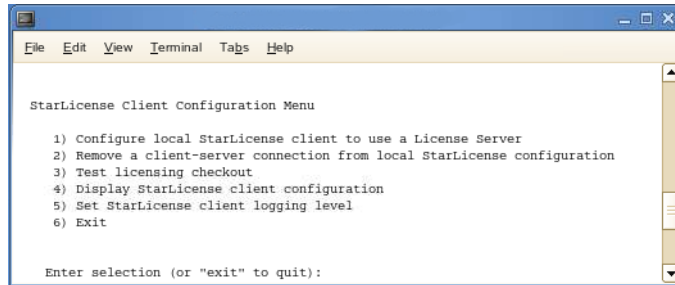 File Edit View Terminal Tabs Help
StarLicense Client Configuration Menu
1) Configure local StarLicense client to use a License Server
2) Remove a client-server connection from local StarLicense configuration
3) Test licensing checkout
4) Display StarLicense client configuration
5) Set StarLicense client logging level
6) Exit
Enter selection (or "exit" to quit):